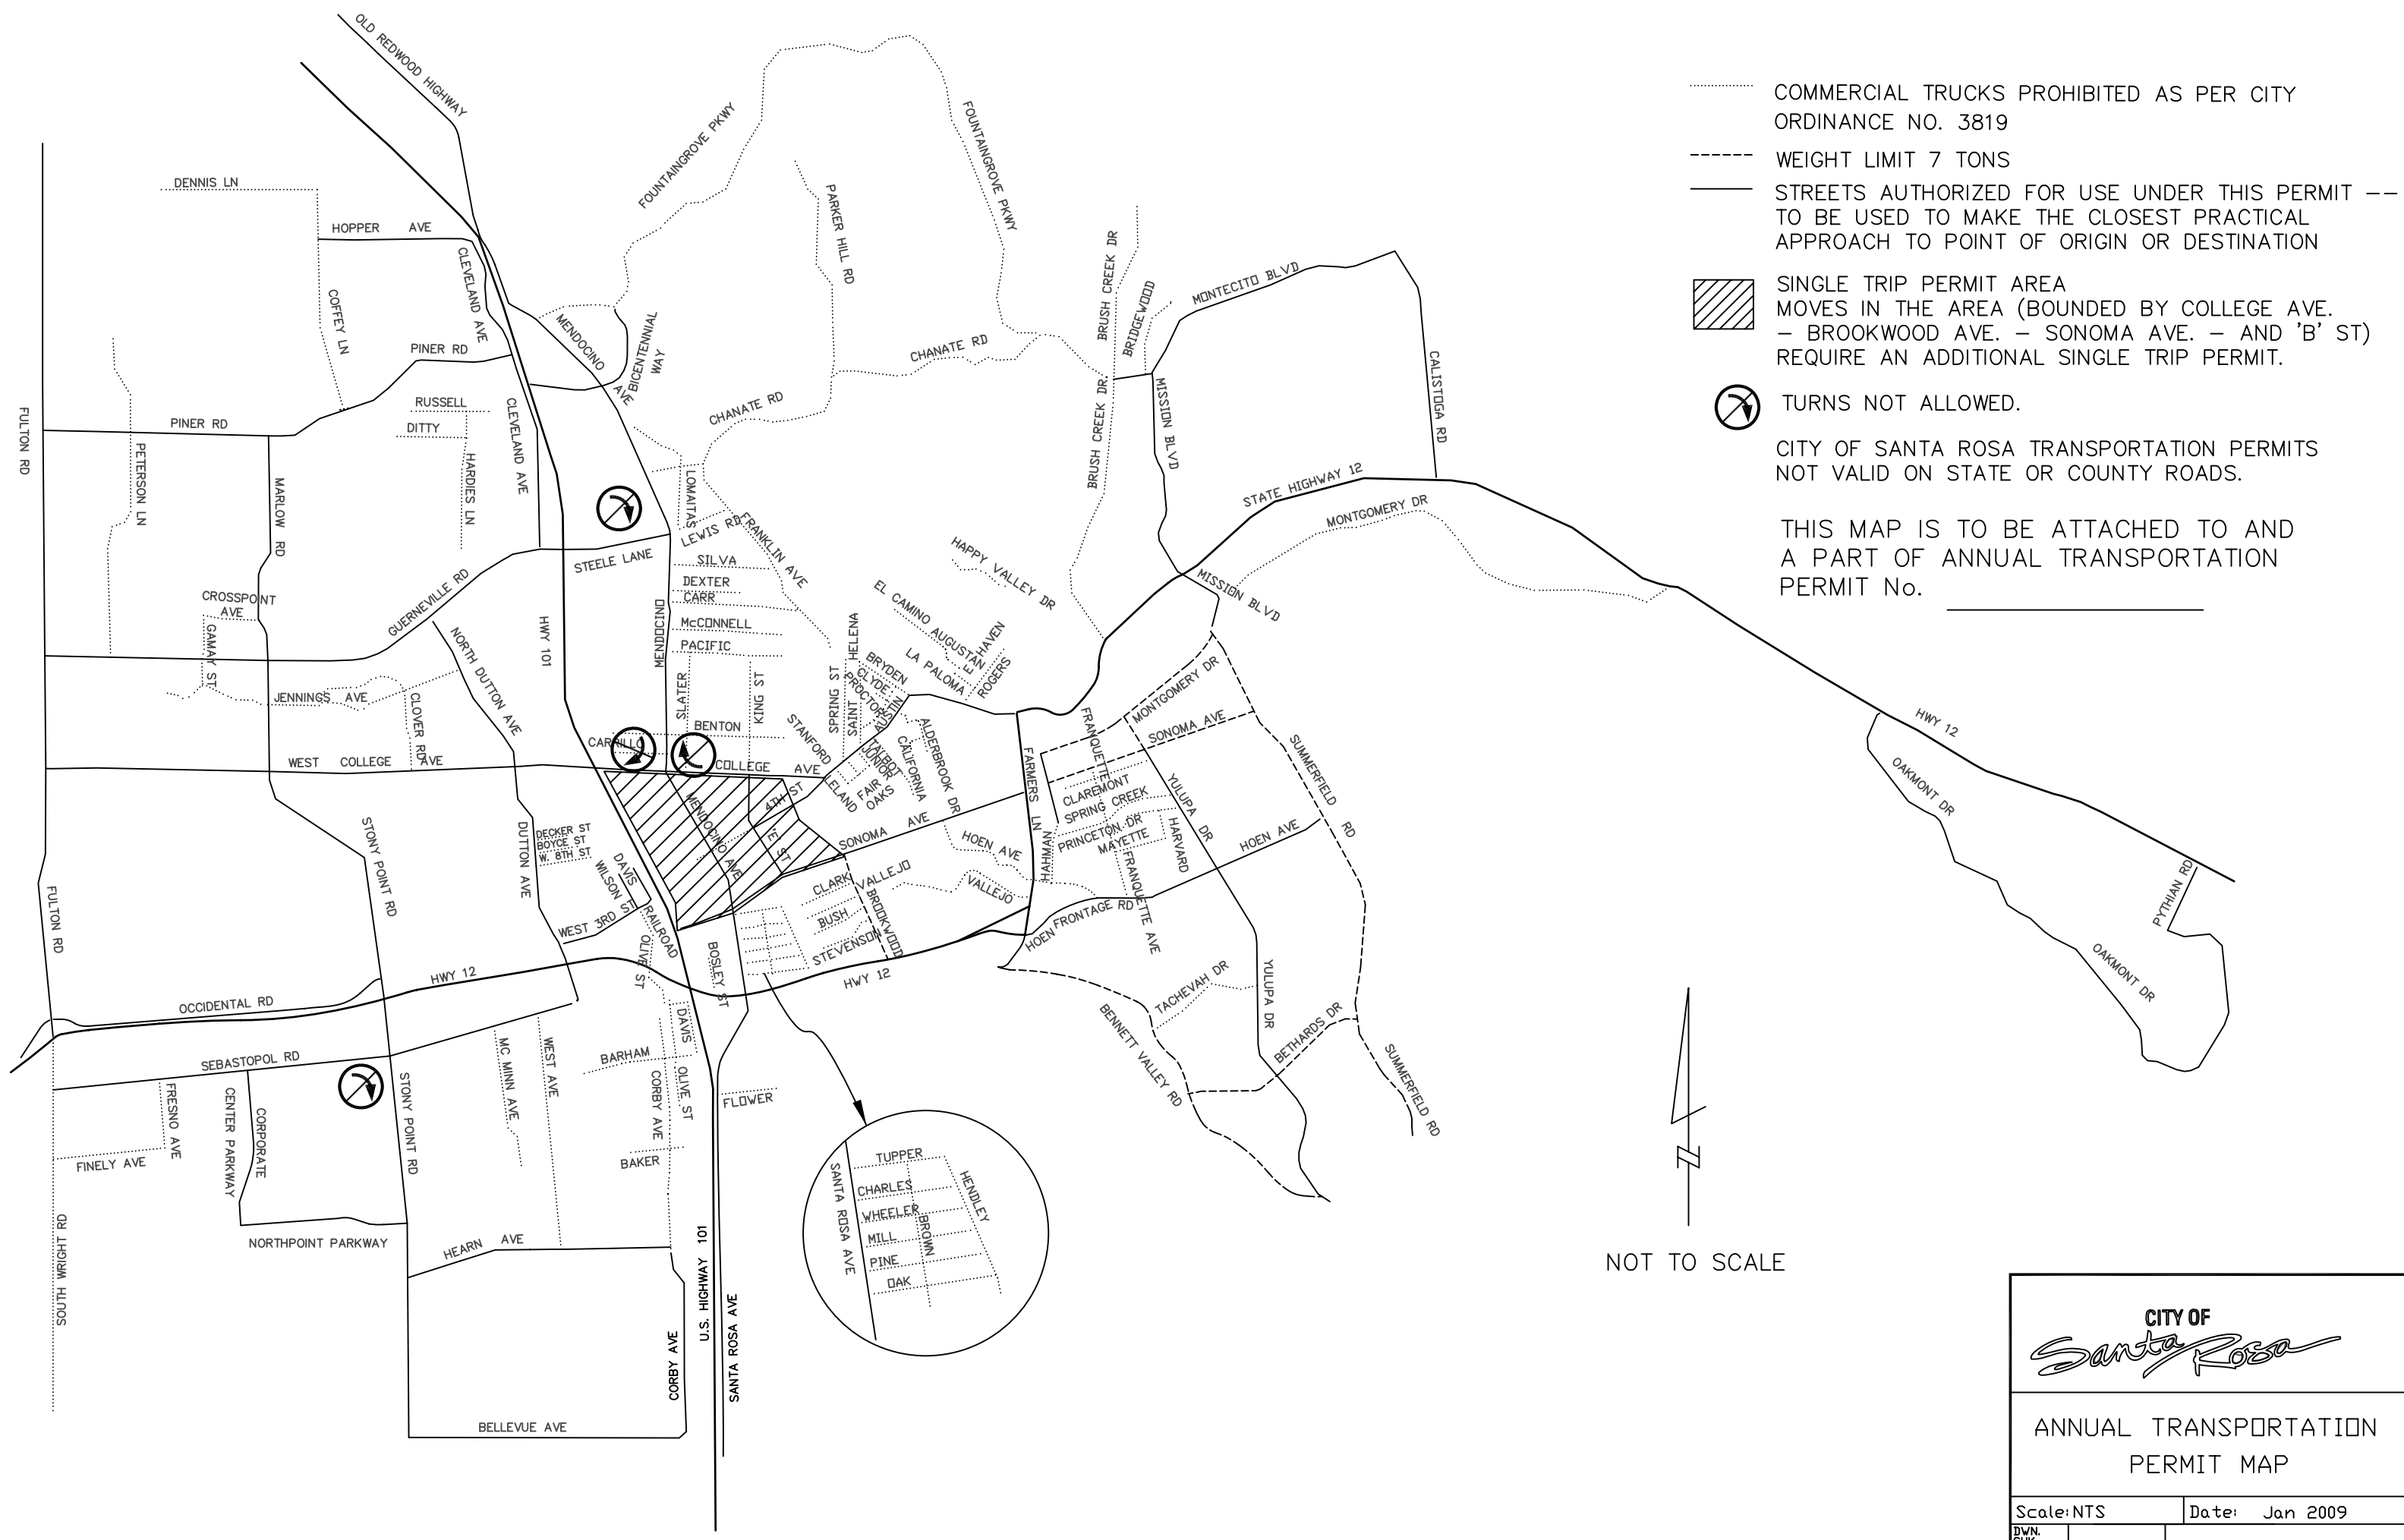 OLD REDWOOD HIGHWAY
FOUNTAINGROVE PKWY
FOUNTAINGROVE PKWY
DENNIS LN
HOPPER AVE
CLEVELAND AVE
COFFEY LN
PARKER HILL RD
BRUSH CREEK DR
BRIDGEWOOD
MONTECITO BLVD
MENDOCINO AVE
BICENTENNIAL
WAY
PINER RD
CHANATE RD
CALISTOGA RD
RUSSELL
DITTY
CLEVELAND AVE
CHANATE RD
BRUSH CREEK DR.
MISSION BLVD
FULTON RD
PINER RD
PETERSON LN
MARLOW RD
HARDIES LN
LOMAITAS
LEWIS RD
FRANKLIN AVE
STATE HIGHWAY 12
MONTGOMERY DR
STEELE LANE
SILVA
DEXTER
CARR
McCONNELL
PACIFIC
HAPPY VALLEY DR
MISSION BLVD
CROSSPOINT
AVE
GUERNEVILLE RD
GAMAY ST
NORTH DUTTON AVE
HWY 101
MENDOCINO
EL CAMINO
AUGUSTAN
E HAVEN
LA PALOMA
ROGERS
SAINT HELENA
SPRING ST
BRYDEN
CLYDE
PROCTOR
AUSTIN
MONTGOMERY DR
JENNINGS AVE
CLOVER RD
SLATER
KING ST
BENTON
STANFORD
CARRILLO
TALBOT
JUNIOR
CALIFORNIA
ALDERBROOK DR
FRANQUETTE
SONOMA AVE
HWY 12
WEST COLLEGE AVE
COLLEGE AVE
LELAND
FAIR
OAKS
FARMERS LN
CLAREMONT
SPRING CREEK
YULUPA DR
SUMMERFIELD RD
OAKMONT DR
4TH ST
MENDOCINO AVE
'E' ST
SONOMA AVE
HOEN AVE
HAHMAN
PRINCETON DR
MAYETTE
HARVARD
HOEN AVE
STONY POINT RD
DUTTON AVE
DECKER ST
BOYCE ST
W. 8TH ST
DAVIS
WILSON ST
CLARK
VALLEJO
VALLEJO
FRANQUETTE AVE
PYTHIAN RD
FULTON RD
WEST 3RD ST
RAILROAD
OLIVE ST
BUSH
BROOKWOOD
STEVENSON
HOEN FRONTAGE RD
BOSLEY ST
HWY 12
HWY 12
OCCIDENTAL RD
TACHEVAH DR
YULUPA DR
OAKMONT DR
BENNETT VALLEY RD
BETHARDS DR
SUMMERFIELD RD
SEBASTOPOL RD
MC MINN AVE
WEST AVE
BARHAM
DAVIS
CORBY AVE
OLIVE ST
FLOWER
FRESNO AVE
CENTER PARKWAY
CORPORATE
STONY POINT RD
FINELY AVE
BAKER
SOUTH WRIGHT RD
NORTHPOINT PARKWAY
HEARN AVE
U.S. HIGHWAY 101
SANTA ROSA AVE
CORBY AVE
BELLEVUE AVE
SANTA ROSA AVE
TUPPER
CHARLES
WHEELER
MILL
PINE
OAK
BROWN
HENDLEY
COMMERCIAL TRUCKS PROHIBITED AS PER CITY
ORDINANCE NO. 3819
WEIGHT LIMIT 7 TONS
STREETS AUTHORIZED FOR USE UNDER THIS PERMIT --
TO BE USED TO MAKE THE CLOSEST PRACTICAL
APPROACH TO POINT OF ORIGIN OR DESTINATION
SINGLE TRIP PERMIT AREA
MOVES IN THE AREA (BOUNDED BY COLLEGE AVE.
- BROOKWOOD AVE. - SONOMA AVE. - AND 'B' ST)
REQUIRE AN ADDITIONAL SINGLE TRIP PERMIT.
TURNS NOT ALLOWED.
CITY OF SANTA ROSA TRANSPORTATION PERMITS
NOT VALID ON STATE OR COUNTY ROADS.
THIS MAP IS TO BE ATTACHED TO AND
A PART OF ANNUAL TRANSPORTATION
PERMIT No.
NOT TO SCALE
CITY OF
Santa Rosa
ANNUAL TRANSPORTATION
PERMIT MAP
Scale: NTS Date: Jan 2009
DWN.